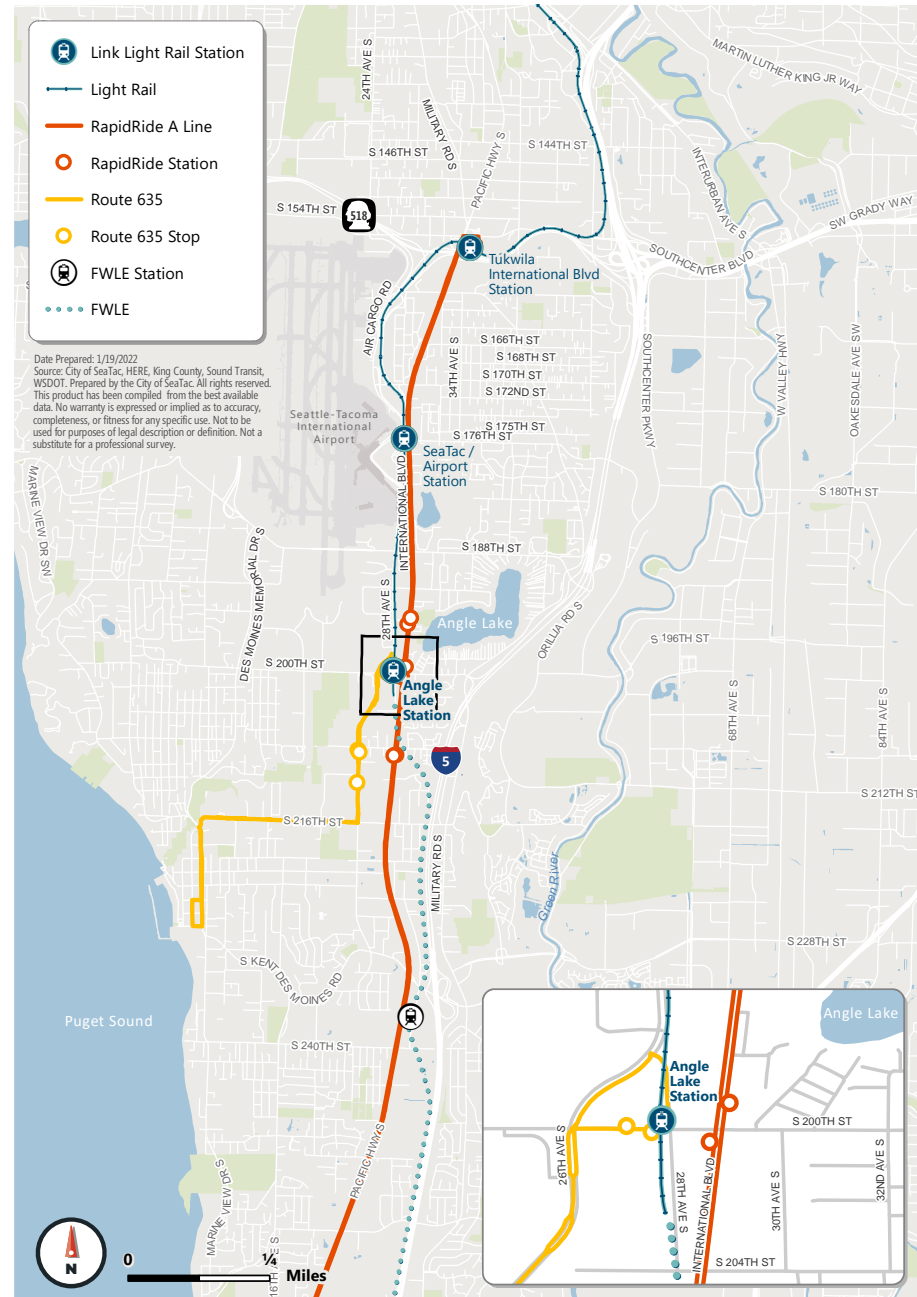 Link Light Rail Station
Light Rail
RapidRide A Line
RapidRide Station
Route 635
Route 635 Stop
FWLE Station
FWLE
Date Prepared: 1/19/2022
Source: City of SeaTac, HERE, King County, Sound Transit,
WSDOT. Prepared by the City of SeaTac. All rights reserved.
This product has been compiled from the best available
data. No warranty is expressed or implied as to accuracy,
completeness, or fitness for any specific use. Not to be
used for purposes of legal description or definition. Not a
substitute for a professional survey.
24TH AVE S
MILITARY RD S
PACIFIC HWY S
S 146TH ST
S 144TH ST
MARTIN LUTHER KING JR WAY
INTERURBAN AVE S
S 154TH ST
518
SW GRADY WAY
SOUTHCENTER BLVD
Tukwila
International Blvd
Station
AIR CARGO RD
34TH AVE S
S 166TH ST
S 168TH ST
S 170TH ST
S 172ND ST
SOUTHCENTER PKWY
W VALLEY HWY
OAKESDALE AVE SW
Seattle-Tacoma
International
Airport
S 175TH ST
S 176TH ST
SeaTac /
Airport
Station
INTERNATIONAL BLVD
MARINE VIEW DR SW
S 180TH ST
DES MOINES MEMORIAL DR S
S 188TH ST
28TH AVE S
Angle Lake
ORILLIA RD S
S 196TH ST
S 200TH ST
Angle
Lake
Station
68TH AVE S
84TH AVE S
5
S 212TH ST
S 216TH ST
MILITARY RD S
Green River
S 228TH ST
S KENT DES MOINES RD
Puget Sound
S 240TH ST
PACIFIC HWY S
MARINE VIEW DR S
16TH AVE S
N
0
¼
Miles
Angle Lake
Angle
Lake
Station
S 200TH ST
26TH AVE S
28TH AVE S
INTERNATIONAL BLVD
30TH AVE S
32ND AVE S
S 204TH ST